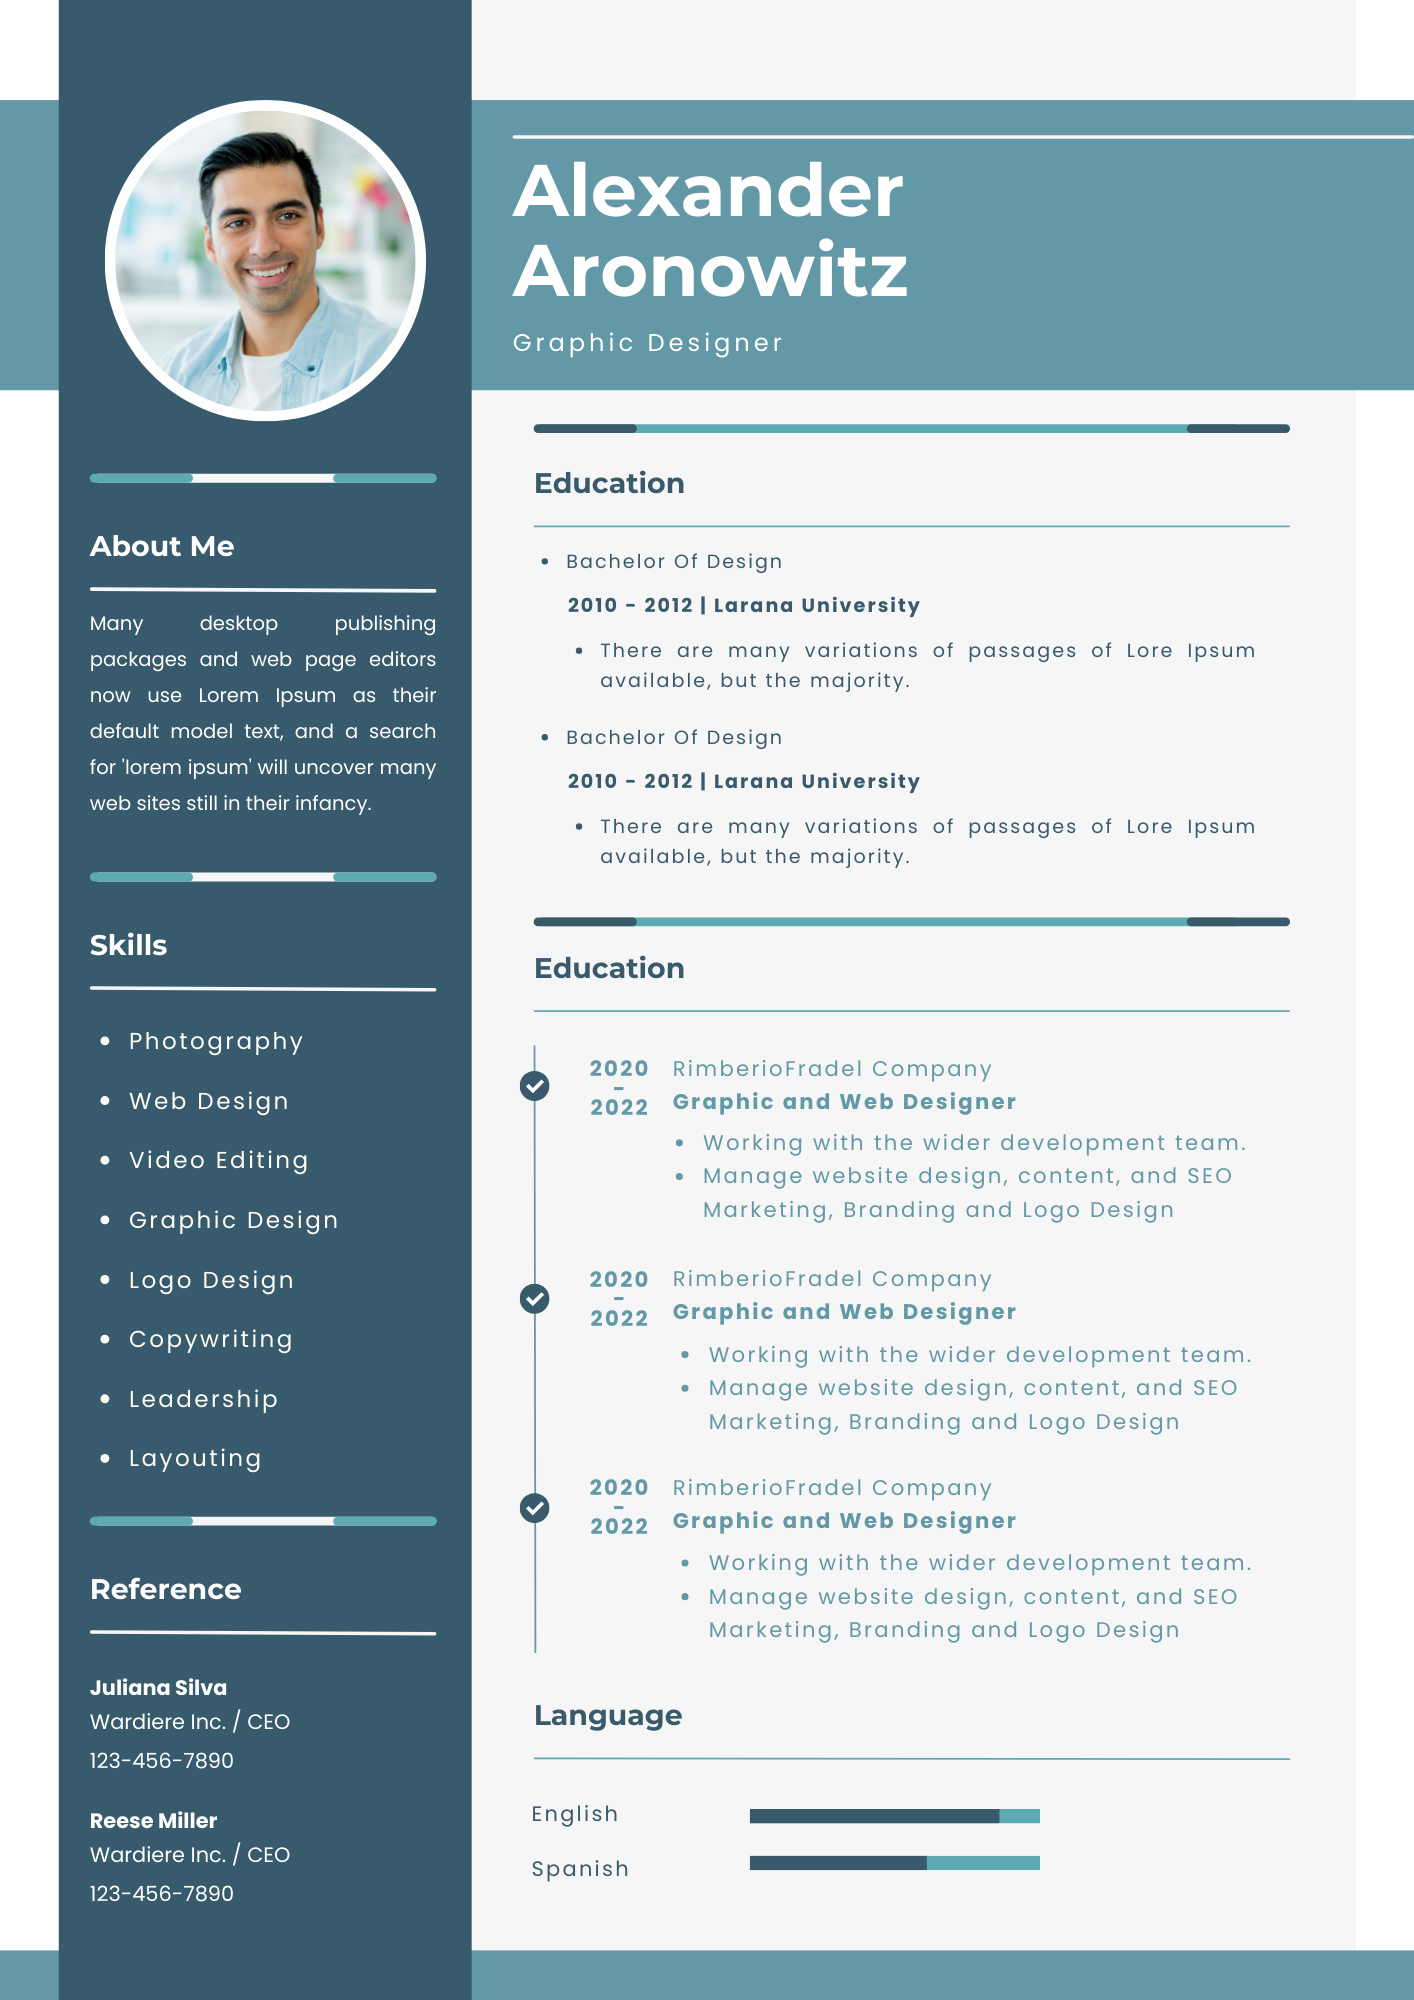 Alexander
Aronowitz
Graphic Designer
About Me
Many desktop publishing
packages and web page editors
now use Lorem Ipsum as their
default model text, and a search
for 'lorem ipsum' will uncover many
web sites still in their infancy.
Skills
• Photography
• Web Design
• Video Editing
• Graphic Design
• Logo Design
• Copywriting
• Leadership
• Layouting
Reference
Juliana Silva
Wardiere Inc. / CEO
123-456-7890
Reese Miller
Wardiere Inc. / CEO
123-456-7890
Education
• Bachelor Of Design
2010 - 2012 | Larana University
• There are many variations of passages of Lore Ipsum
available, but the majority.
• Bachelor Of Design
2010 - 2012 | Larana University
• There are many variations of passages of Lore Ipsum
available, but the majority.
Education
2020
-
2022
RimberioFradel Company
Graphic and Web Designer
• Working with the wider development team.
• Manage website design, content, and SEO
Marketing, Branding and Logo Design
2020
-
2022
RimberioFradel Company
Graphic and Web Designer
• Working with the wider development team.
• Manage website design, content, and SEO
Marketing, Branding and Logo Design
2020
-
2022
RimberioFradel Company
Graphic and Web Designer
• Working with the wider development team.
• Manage website design, content, and SEO
Marketing, Branding and Logo Design
Language
English
Spanish